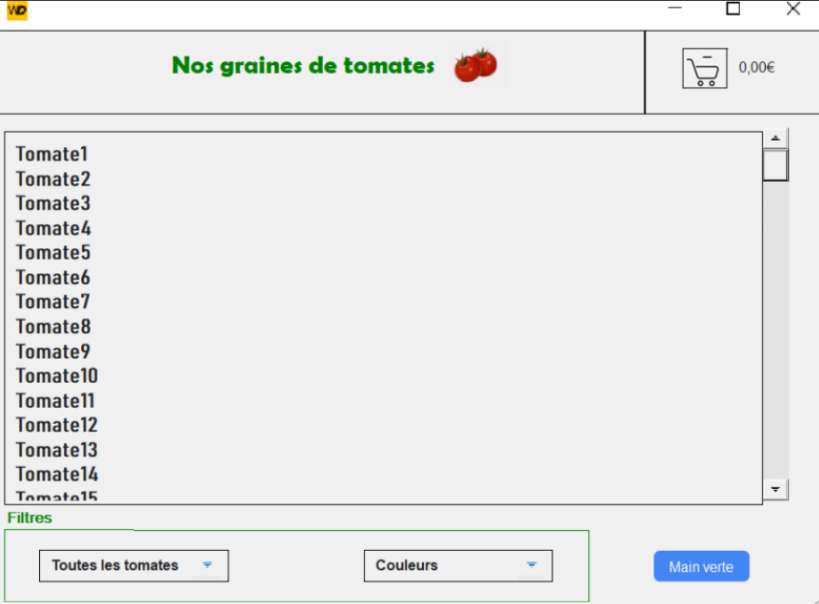 WD
Nos graines de tomates
0,00€
Tomate1
Tomate2
Tomate3
Tomate4
Tomate5
Tomate6
Tomate7
Tomate8
Tomate9
Tomate10
Tomate11
Tomate12
Tomate13
Tomate14
Tomate15
Filtres
Toutes les tomates
Couleurs
Main verte